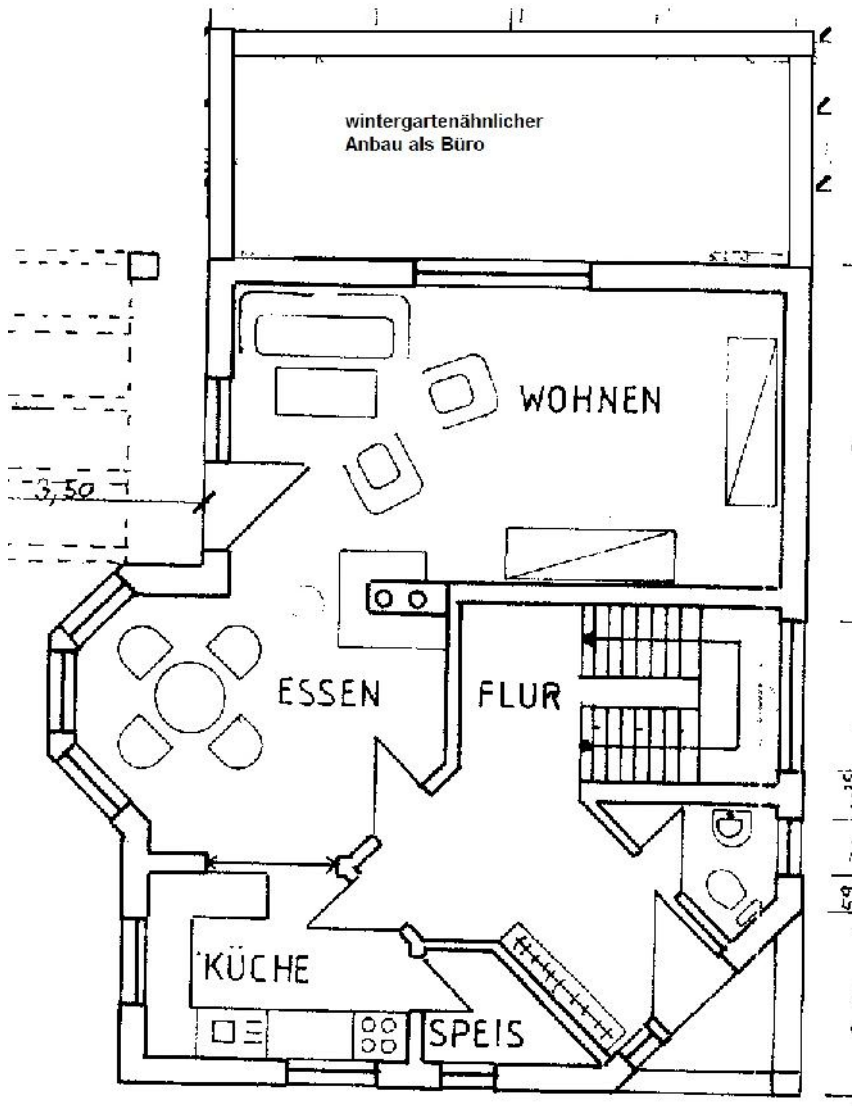 wintergartenähnlicher
Anbau als Büro
WOHNEN
3,50
ESSEN
FLUR
KÜCHE
SPEIS